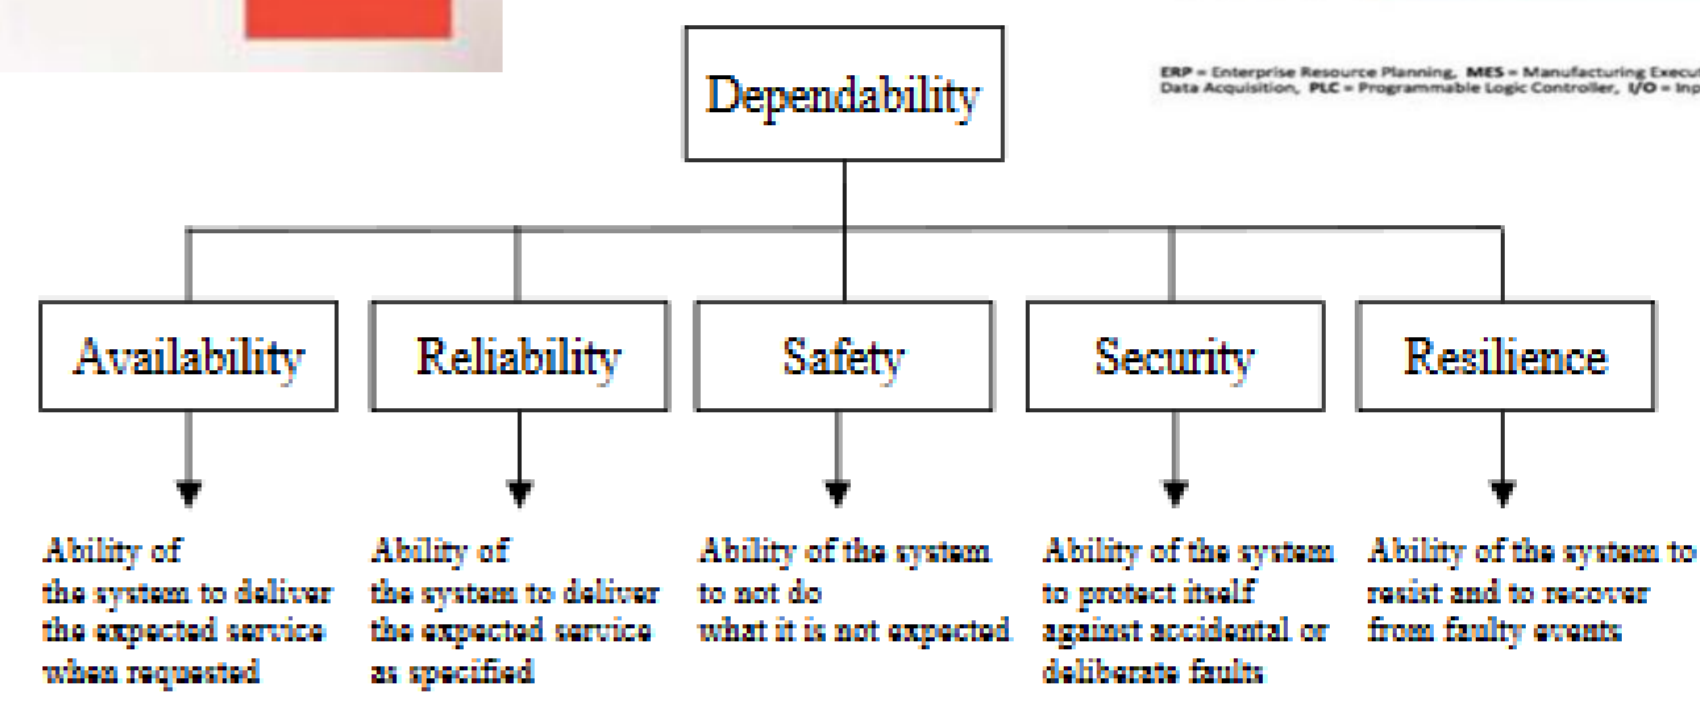 Dependability
ERP = Enterprise Resource Planning, MES = Manufacturing
Data Acquisition, PLC = Programmable Logic Controller, I/O =
Availability
Reliability
Safety
Security
Resilience
Ability of
the system to deliver
the expected service
when requested
Ability of
the system to deliver
the expected service
as specified
Ability of the system
to not do
what it is not expected
Ability of the system
to protect itself
against accidental or
deliberate faults
Ability of the system to
resist and to recover
from faulty events